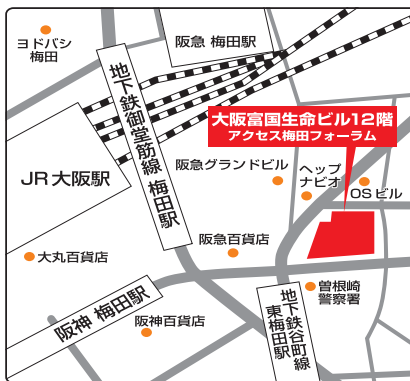 ヨドバシ
梅田
阪急 梅田駅
地下鉄御堂筋線 梅田駅
大阪富国生命ビル12階
アクセス梅田フォーラム
JR大阪駅
阪急グランドビル
ヘップ
ナビオ
OSビル
大丸百貨店
阪急百貨店
阪神 梅田駅
阪神百貨店
曽根崎
警察署
地下鉄谷町線
東梅田駅